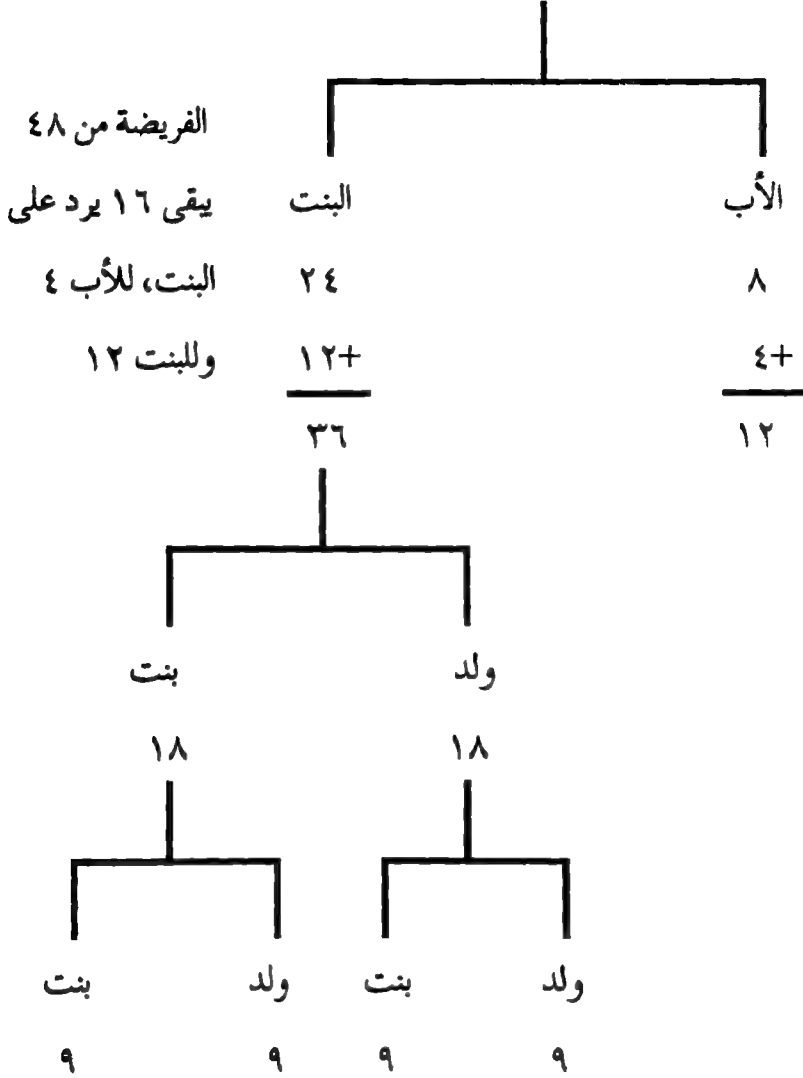 الفريضة من ٤٨
الأب البنت يبقى ١٦ يرد على
٨ ٢٤ البنت، للأب ٤
+٤ +١٢ وللبنت ١٢
١٢ ٣٦
ولد بنت
١٨ ١٨
ولد بنت ولد بنت
٩ ٩ ٩ ٩